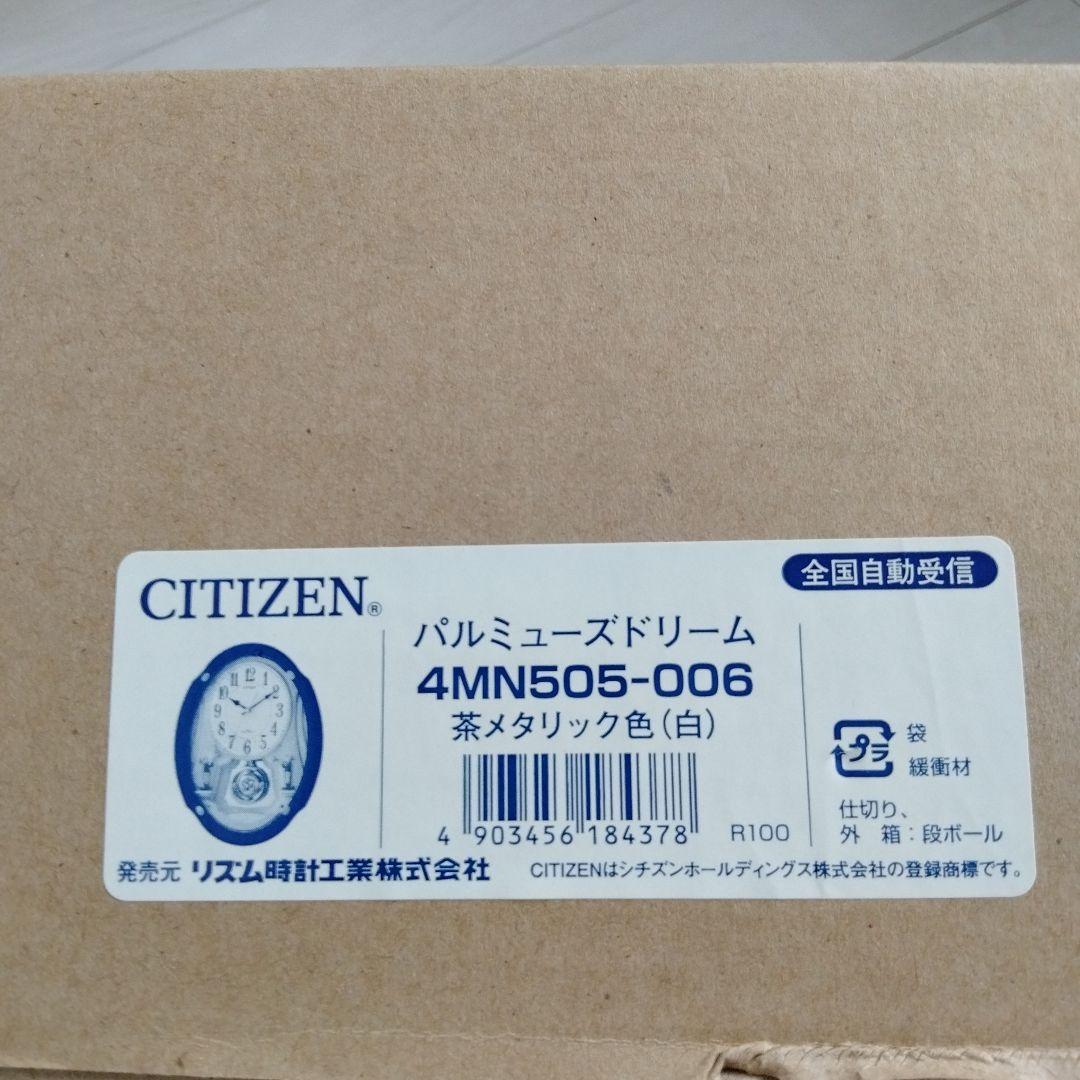 CITIZEN®
全国自動受信
パルミューズドリーム
4MN505-006
茶メタリック色（白）
4 903456 184378
R100
プラ
袋
緩衝材
仕切り、
外　箱：段ボール
発売元 リズム時計工業株式会社
CITIZENはシチズンホールディングス株式会社の登録商標です。